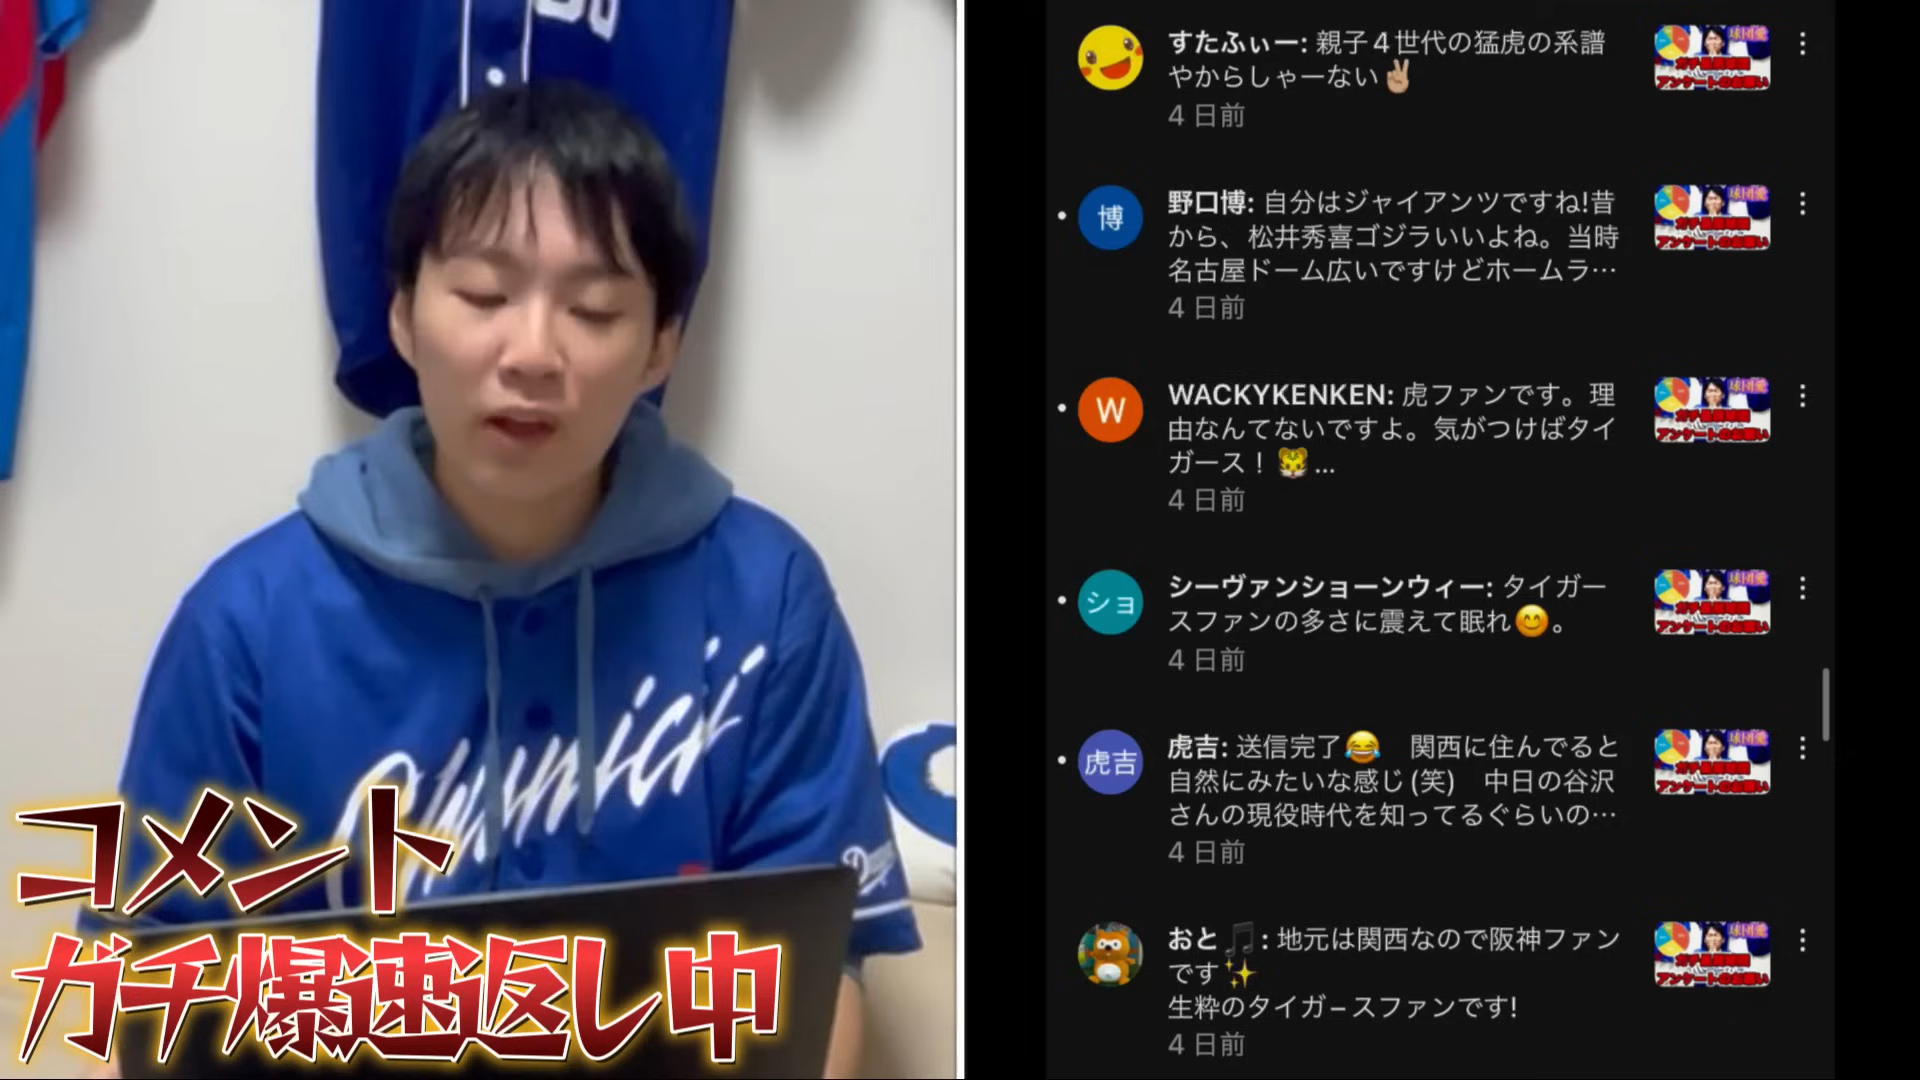 コメント
ガチ爆速返し中
Chunichi
すたふぃー: 親子４世代の猛虎の系譜
やからしゃーない✌🏼
4 日前
博
野口博: 自分はジャイアンツですね!昔
から、松井秀喜ゴジラいいよね。当時
名古屋ドーム広いですけどホームラ…
4 日前
W
WACKYKENKEN: 虎ファンです。理
由なんてないですよ。気がつけばタイ
ガース！🐯...
4 日前
ショ
シーヴァンショーンウィー: タイガー
スファンの多さに震えて眠れ😊。
4 日前
虎吉
虎吉: 送信完了😂　関西に住んでると
自然にみたいな感じ(笑)　中日の谷沢
さんの現役時代を知ってるぐらいの…
4 日前
おと🎵: 地元は関西なので阪神ファン
です✨
生粋のタイガ−スファンです!
4 日前